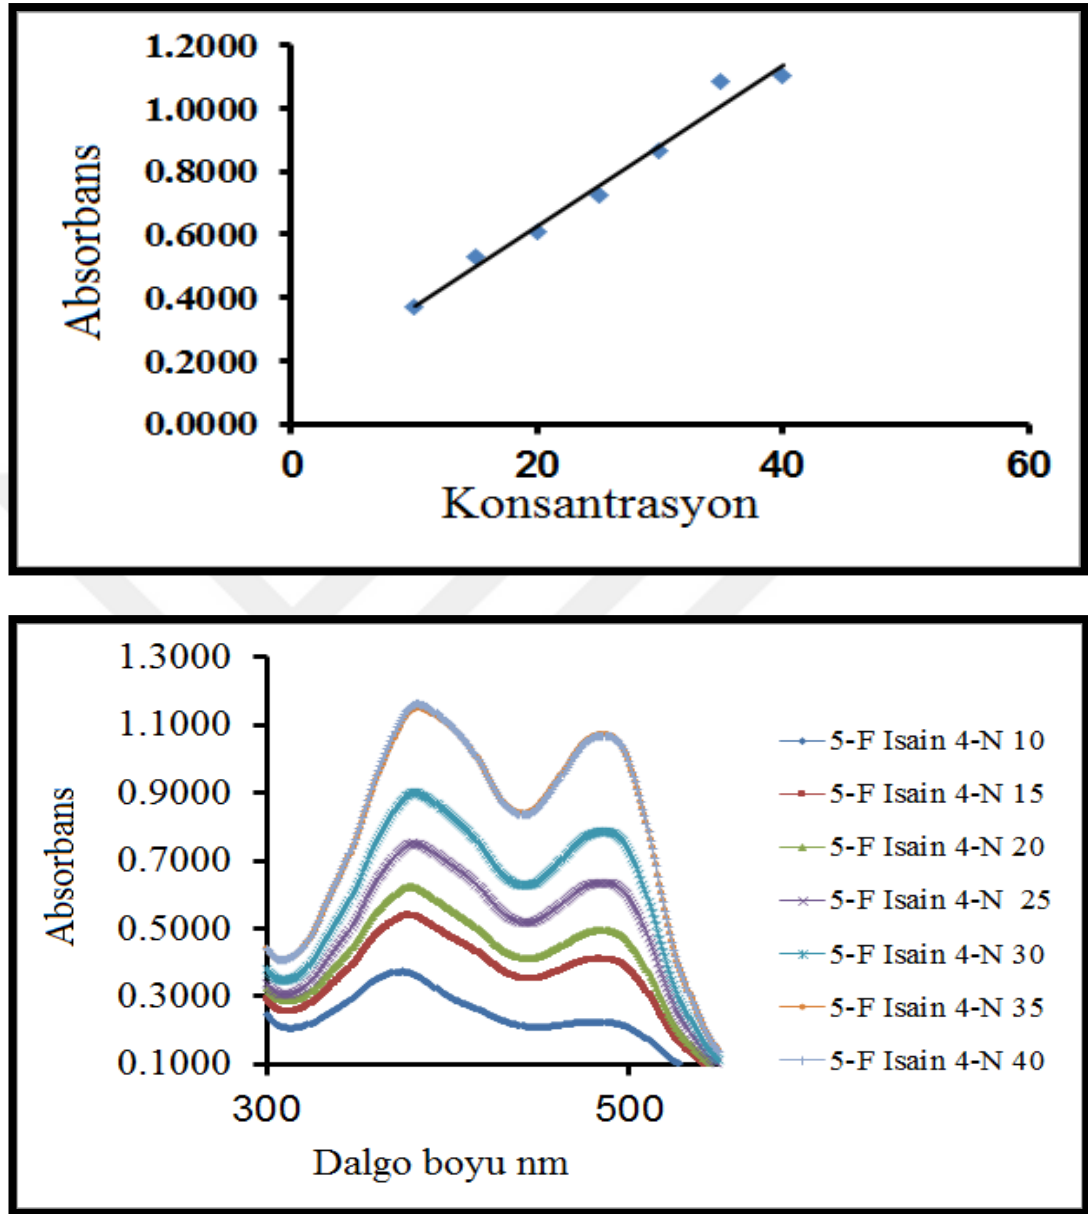 1.2000
1.0000
0.8000
0.6000
0.4000
0.2000
0.0000
Absorbans
0 20 40 60
Konsantrasyon
1.3000
1.1000
0.9000
0.7000
0.5000
0.3000
0.1000
Absorbans
300 500
Dalgo boyu nm
5-F Isain 4-N 10
5-F Isain 4-N 15
5-F Isain 4-N 20
5-F Isain 4-N  25
5-F Isain 4-N 30
5-F Isain 4-N 35
5-F Isain 4-N 40